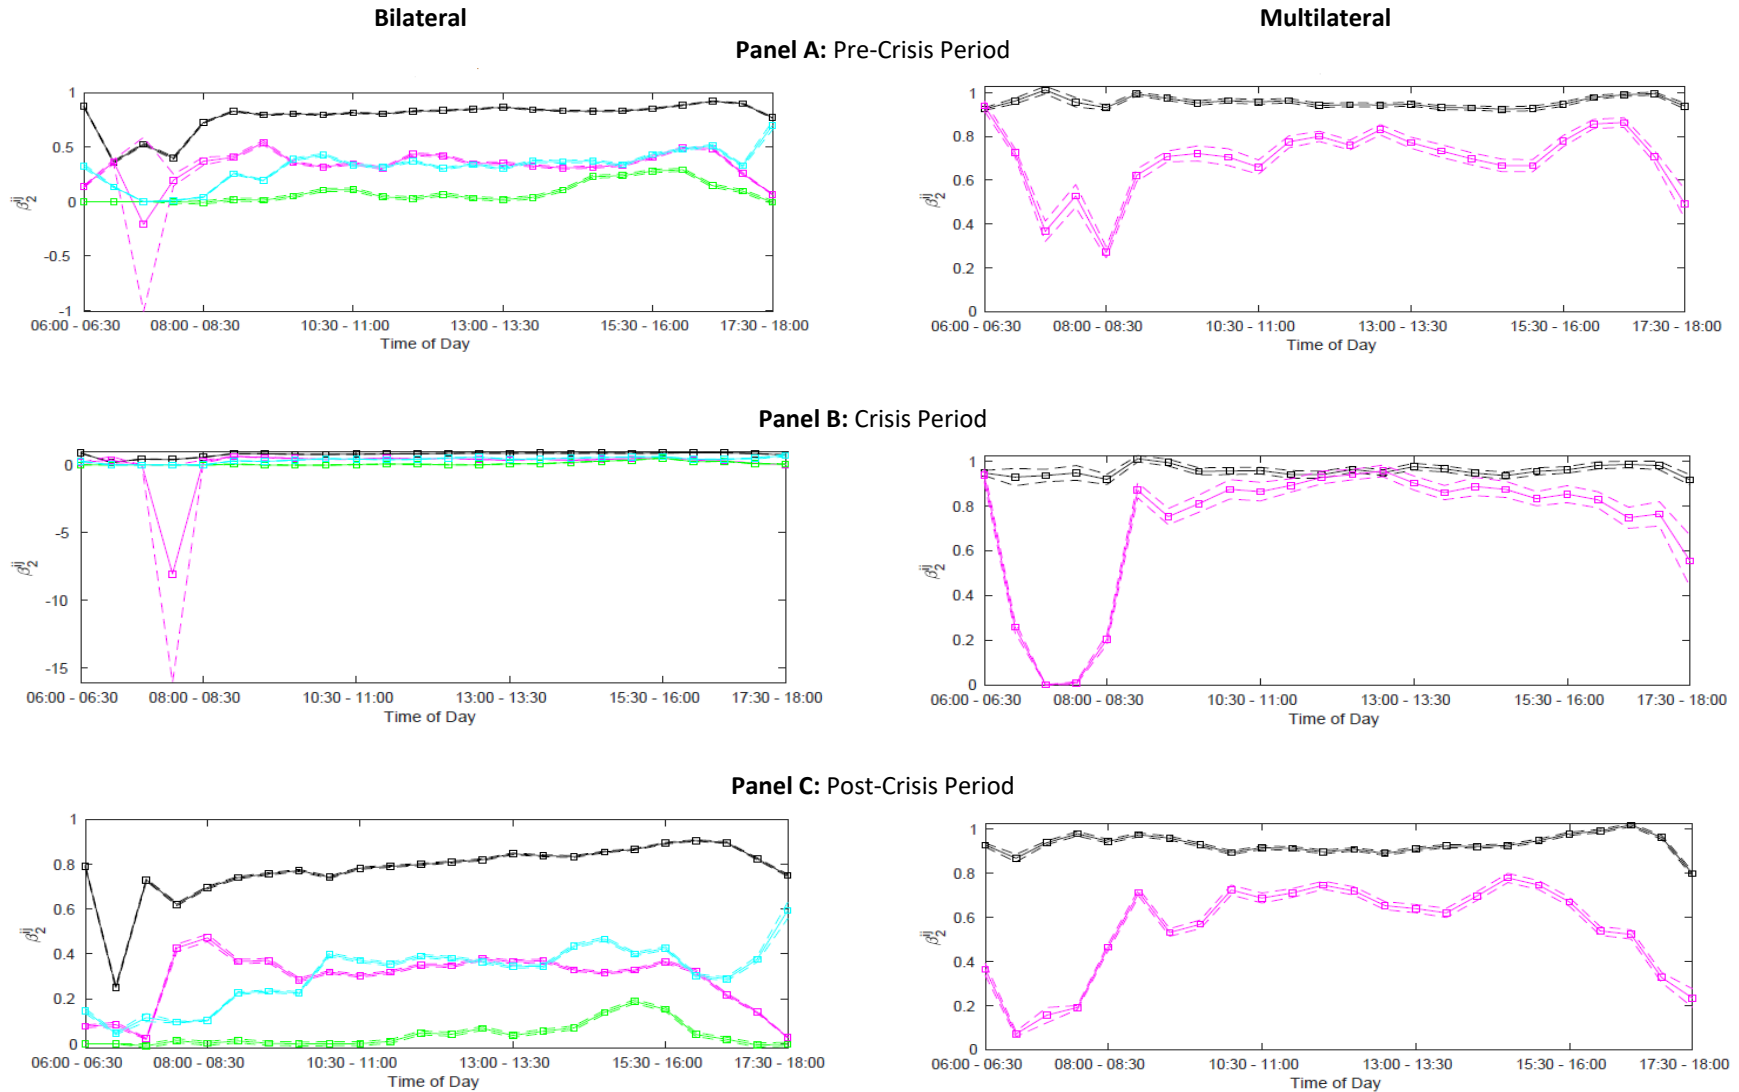 Bilateral
Multilateral
Panel A: Pre-Crisis Period
1
0.5
0
-0.5
-1
β₂ⁱʲ
06:00 - 06:30
08:00 - 08:30
10:30 - 11:00
13:00 - 13:30
15:30 - 16:00
17:30 - 18:00
Time of Day
1
0.8
0.6
0.4
0.2
0
β₂ⁱʲ
06:00 - 06:30
08:00 - 08:30
10:30 - 11:00
13:00 - 13:30
15:30 - 16:00
17:30 - 18:00
Time of Day
Panel B: Crisis Period
0
-5
-10
-15
β₂ⁱʲ
06:00 - 06:30
08:00 - 08:30
10:30 - 11:00
13:00 - 13:30
15:30 - 16:00
17:30 - 18:00
Time of Day
1
0.8
0.6
0.4
0.2
0
β₂ⁱʲ
06:00 - 06:30
08:00 - 08:30
10:30 - 11:00
13:00 - 13:30
15:30 - 16:00
17:30 - 18:00
Time of Day
Panel C: Post-Crisis Period
1
0.8
0.6
0.4
0.2
0
β₂ⁱʲ
06:00 - 06:30
08:00 - 08:30
10:30 - 11:00
13:00 - 13:30
15:30 - 16:00
17:30 - 18:00
Time of Day
1
0.8
0.6
0.4
0.2
0
β₂ⁱʲ
06:00 - 06:30
08:00 - 08:30
10:30 - 11:00
13:00 - 13:30
15:30 - 16:00
17:30 - 18:00
Time of Day